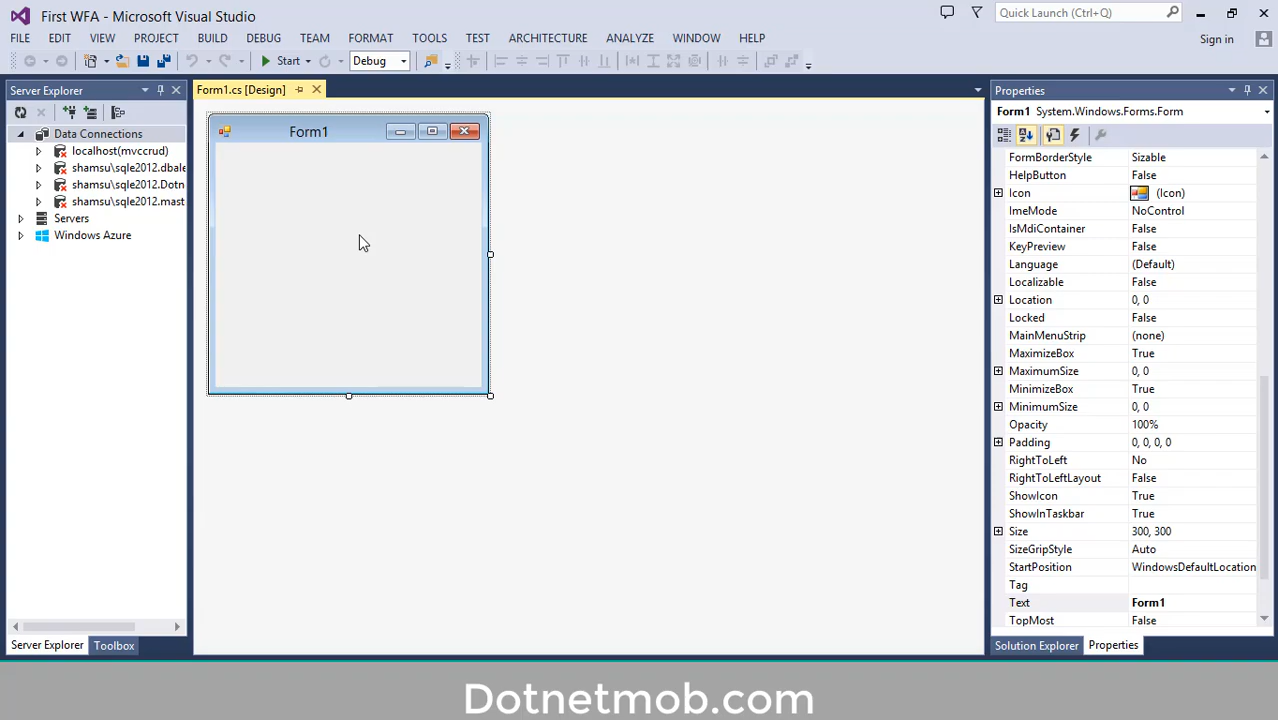 First WFA - Microsoft Visual Studio
Quick Launch (Ctrl+Q)
FILE EDIT VIEW PROJECT BUILD DEBUG TEAM FORMAT TOOLS TEST ARCHITECTURE ANALYZE WINDOW HELP
Sign in
Start Debug
Server Explorer
Data Connections
localhost(mvccrud)
shamsu\sqle2012.dbale
shamsu\sqle2012.Dotn
shamsu\sqle2012.mast
Servers
Windows Azure
Server Explorer Toolbox
Form1.cs [Design]
Form1
Properties
Form1 System.Windows.Forms.Form
FormBorderStyle Sizable
HelpButton False
Icon (Icon)
ImeMode NoControl
IsMdiContainer False
KeyPreview False
Language (Default)
Localizable False
Location 0, 0
Locked False
MainMenuStrip (none)
MaximizeBox True
MaximumSize 0, 0
MinimizeBox True
MinimumSize 0, 0
Opacity 100%
Padding 0, 0, 0, 0
RightToLeft No
RightToLeftLayout False
ShowIcon True
ShowInTaskbar True
Size 300, 300
SizeGripStyle Auto
StartPosition WindowsDefaultLocation
Tag
Text Form1
TopMost False
Solution Explorer Properties
Dotnetmob.com